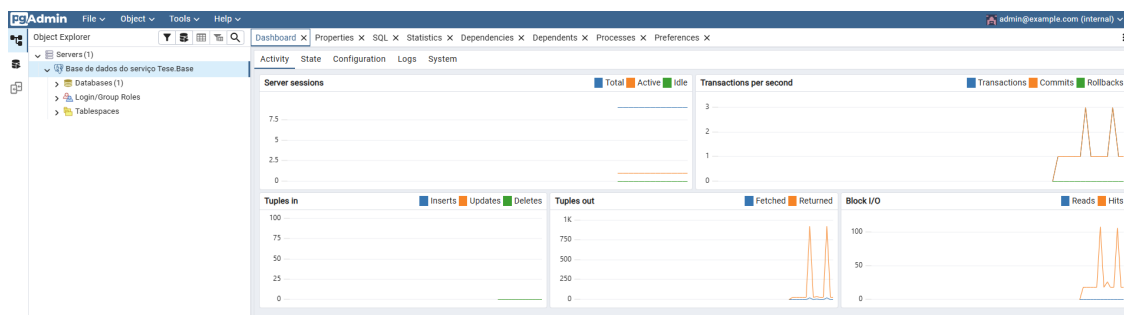 pgAdmin File Object Tools Help admin@example.com (internal)
Object Explorer
Dashboard Properties SQL Statistics Dependencies Dependents Processes Preferences
Servers (1)
Base de dados do serviço Tese.Base
Databases (1)
Login/Group Roles
Tablespaces
Activity State Configuration Logs System
Server sessions Total Active Idle
7.5
5
2.5
0
Transactions per second Transactions Commits Rollbacks
3
2
1
0
Tuples in Inserts Updates Deletes
100
75
50
25
0
Tuples out Fetched Returned
1K
750
500
250
0
Block I/O Reads Hits
100
50
0